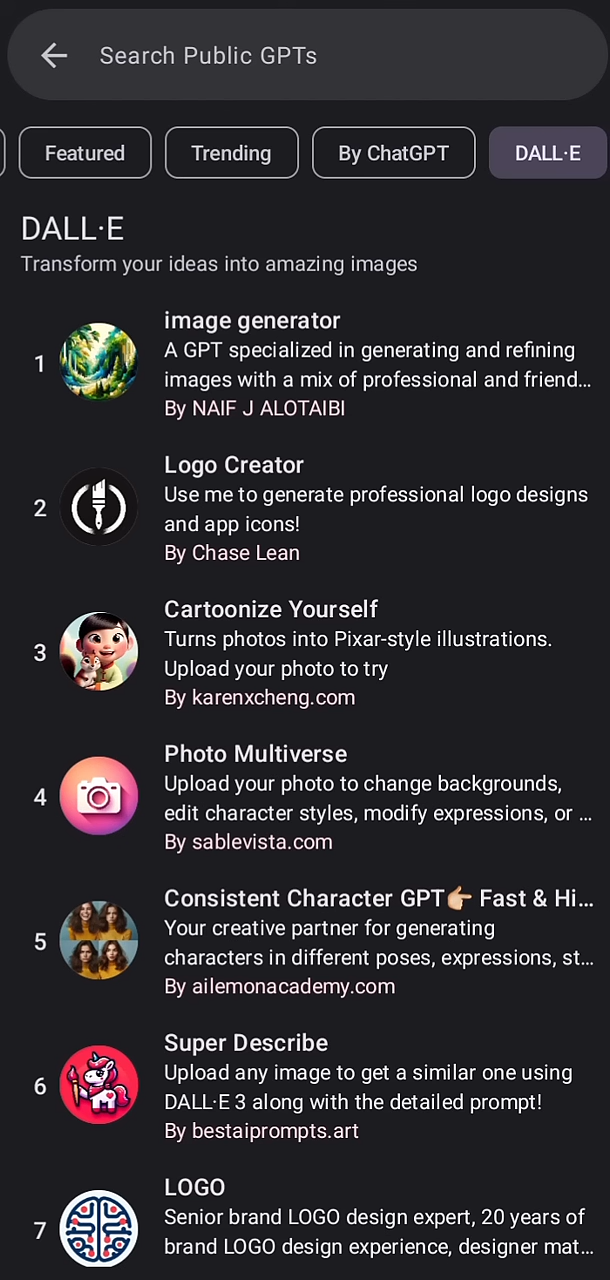 Search Public GPTs
Featured
Trending
By ChatGPT
DALL·E
DALL·E
Transform your ideas into amazing images
1
image generator
A GPT specialized in generating and refining
images with a mix of professional and friend…
By NAIF J ALOTAIBI
2
Logo Creator
Use me to generate professional logo designs
and app icons!
By Chase Lean
3
Cartoonize Yourself
Turns photos into Pixar-style illustrations.
Upload your photo to try
By karenxcheng.com
4
Photo Multiverse
Upload your photo to change backgrounds,
edit character styles, modify expressions, or …
By sablevista.com
5
Consistent Character GPT👉🏼 Fast & Hi…
Your creative partner for generating
characters in different poses, expressions, st…
By ailemonacademy.com
6
Super Describe
Upload any image to get a similar one using
DALL·E 3 along with the detailed prompt!
By bestaiprompts.art
7
LOGO
Senior brand LOGO design expert, 20 years of
brand LOGO design experience, designer mat…